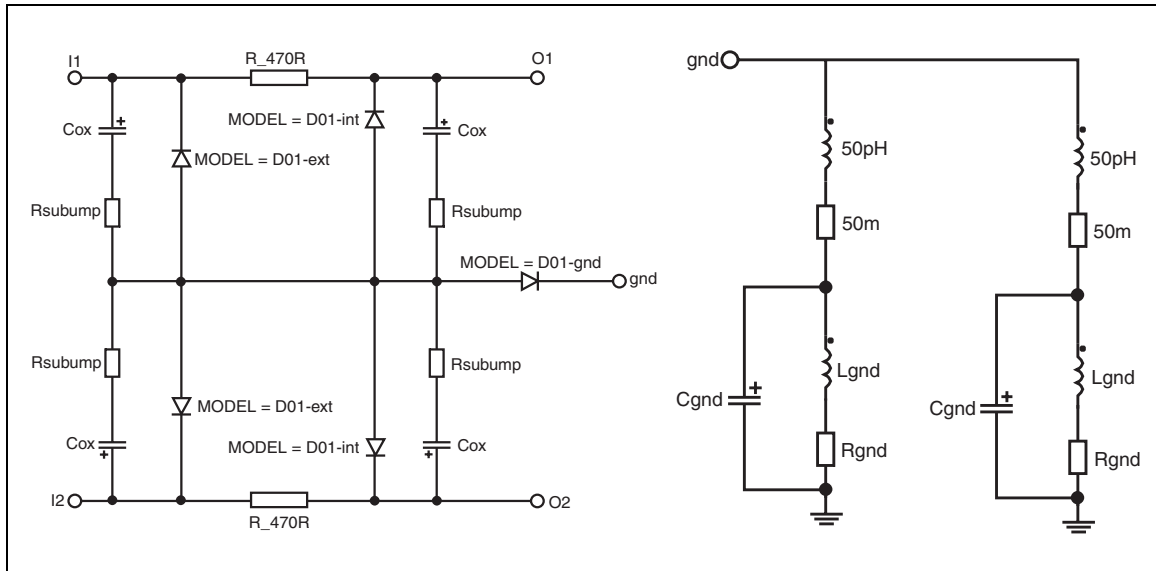 I1
R_470R
O1
Cox
MODEL = D01-int
Cox
MODEL = D01-ext
Rsubump
Rsubump
MODEL = D01-gnd
gnd
Rsubump
Rsubump
MODEL = D01-ext
Cox
MODEL = D01-int
Cox
I2
R_470R
O2
gnd
50pH
50m
Lgnd
Cgnd
Rgnd
50pH
50m
Lgnd
Cgnd
Rgnd